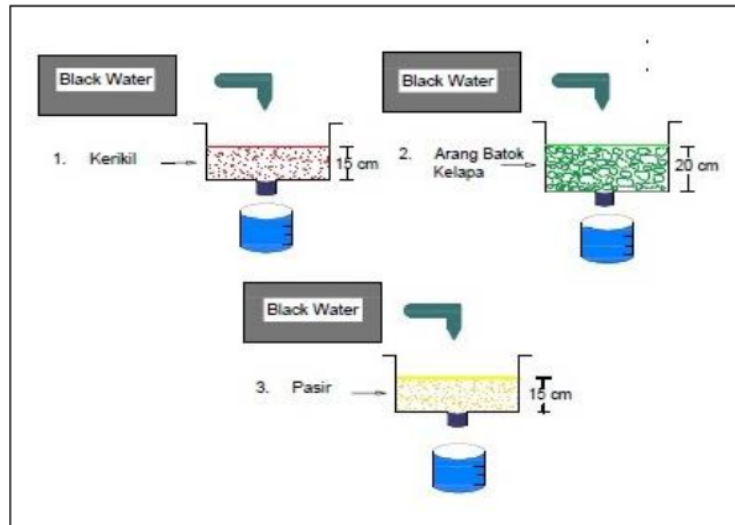 Black Water
1. Kerikil
15 cm
Black Water
2. Arang Batok
Kelapa
20 cm
Black Water
3. Pasir
15 cm